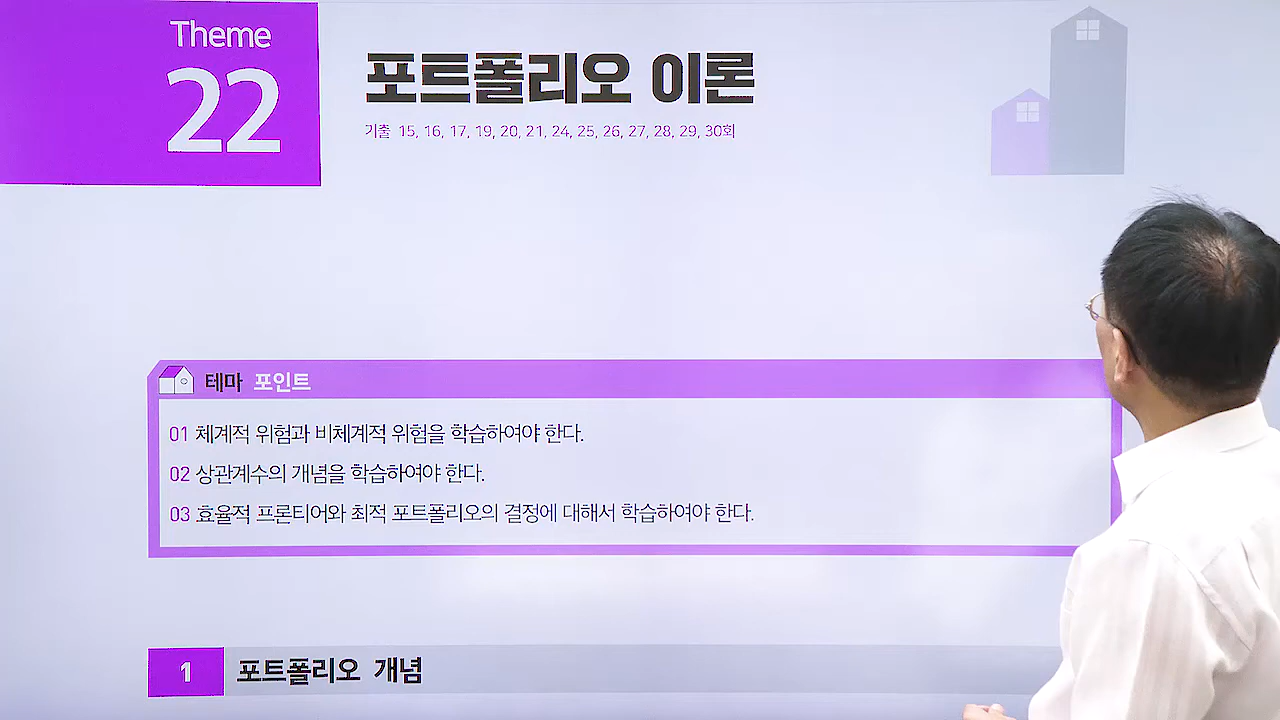 Theme
22
포트폴리오 이론
기출 15, 16, 17, 19, 20, 21, 24, 25, 26, 27, 28, 29, 30회
테마 포인트
01 체계적 위험과 비체계적 위험을 학습하여야 한다.
02 상관계수의 개념을 학습하여야 한다.
03 효율적 프론티어와 최적 포트폴리오의 결정에 대해서 학습하여야 한다.
1 포트폴리오 개념